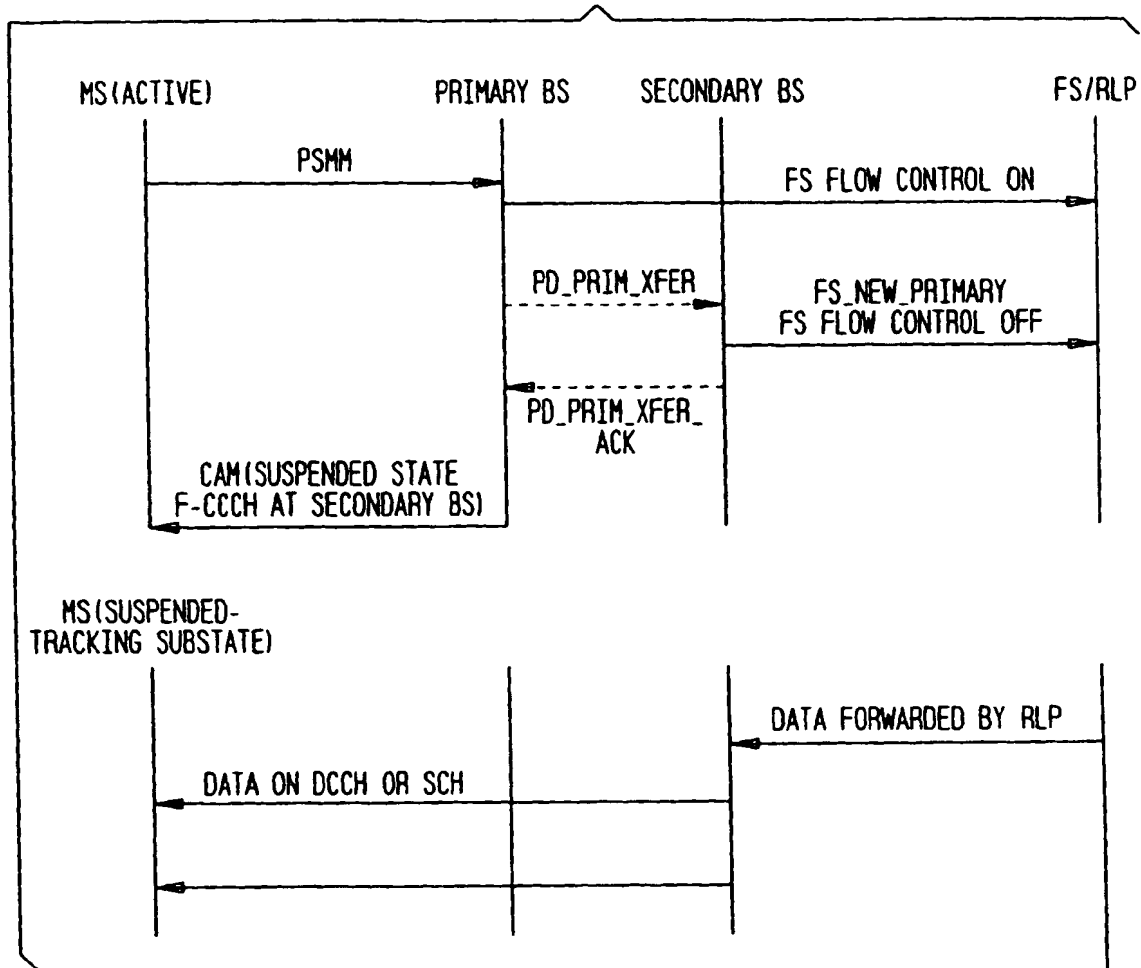 MS(ACTIVE)
PRIMARY BS
SECONDARY BS
FS/RLP
PSMM
FS FLOW CONTROL ON
PD_PRIM_XFER
FS_NEW_PRIMARY
FS FLOW CONTROL OFF
PD_PRIM_XFER_
ACK
CAM(SUSPENDED STATE
F-CCCH AT SECONDARY BS)
MS(SUSPENDED-
TRACKING SUBSTATE)
DATA FORWARDED BY RLP
DATA ON DCCH OR SCH